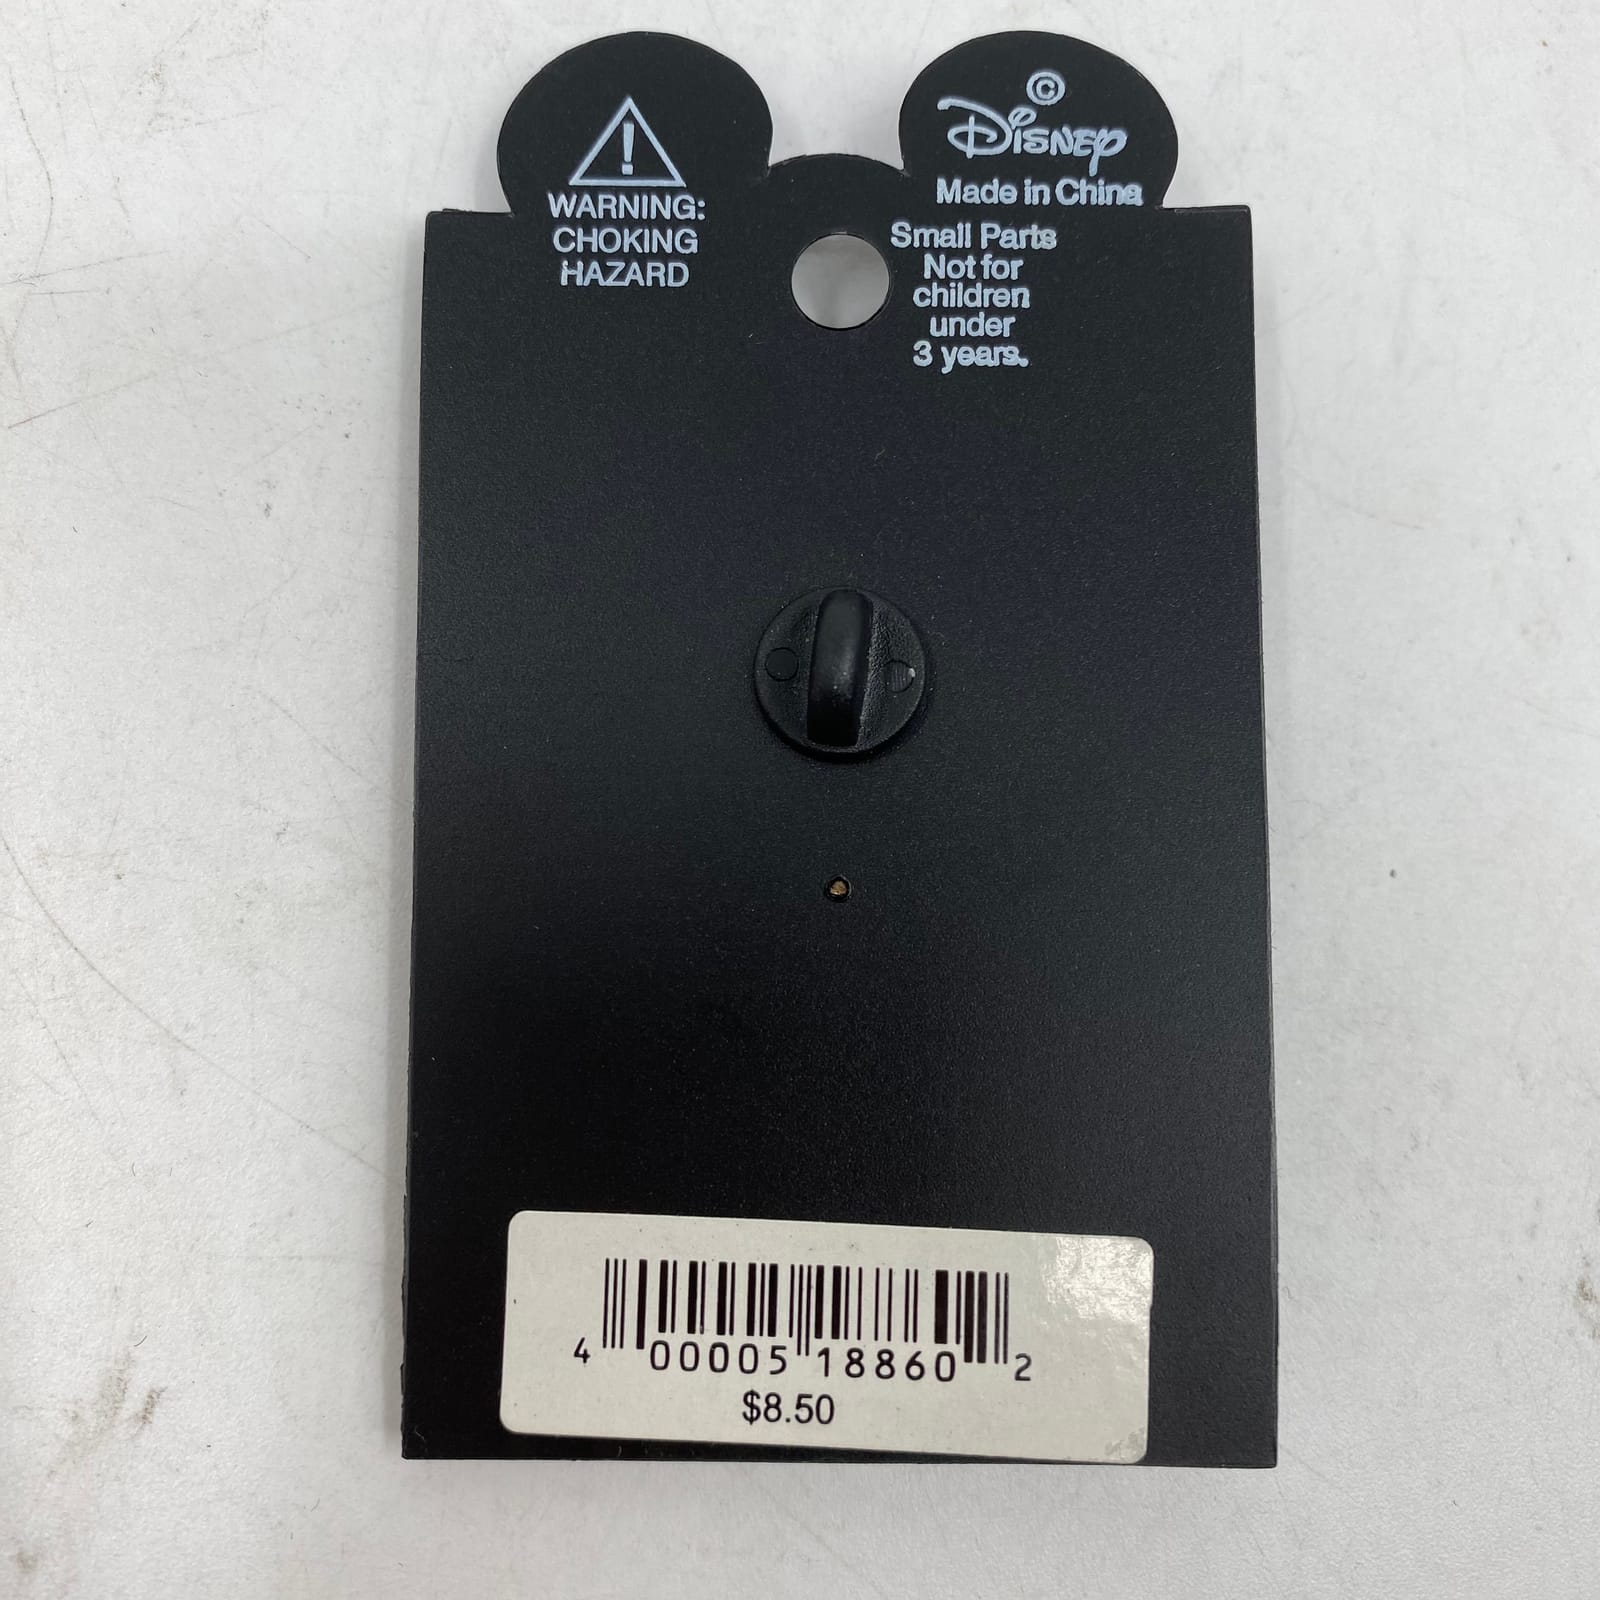 !
WARNING:
CHOKING
HAZARD
©
Disney
Made in China
Small Parts
Not for
children
under
3 years.
4 00005 18860 2
$8.50